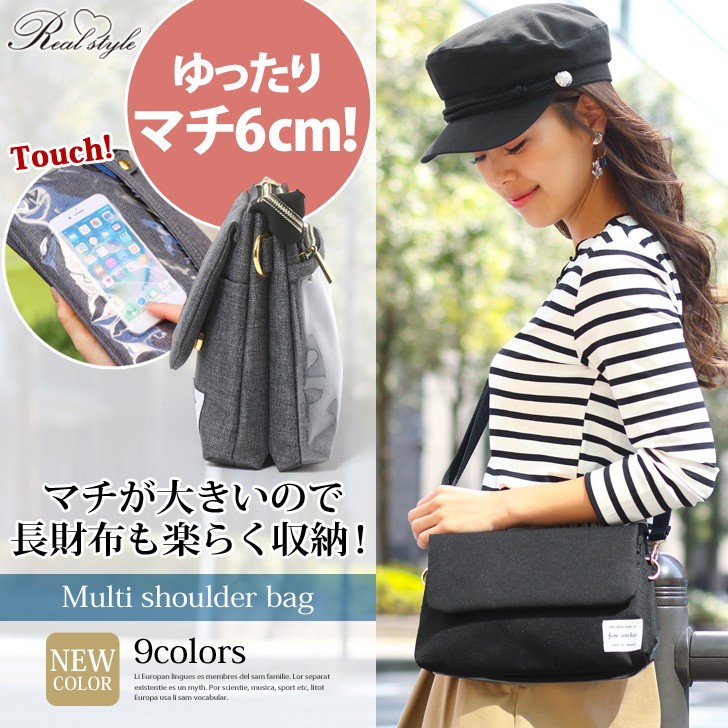 Real style
ゆったり
マチ6cm!
Touch!
マチが大きいので
長財布も楽らく収納！
Multi shoulder bag
NEW
COLOR
9colors
Li Europan lingues es membres del sam familie. Lor separat
existentie es un myth. Por scientie, musica, sport etc, litot
Europa usa li sam vocabular.